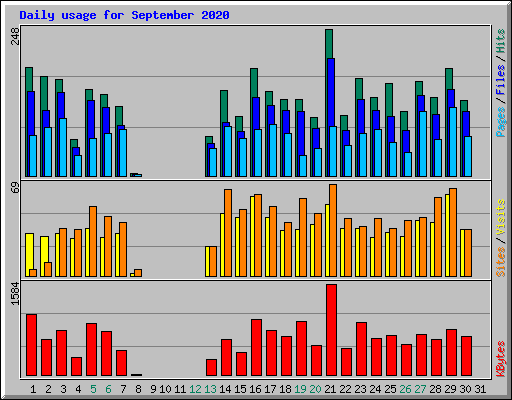 Daily usage for September 2020
248
Pages/Files/Hits
69
Sites/Visits
1584
KBytes
1 2 3 4 5 6 7 8 9 10 11 12 13 14 15 16 17 18 19 20 21 22 23 24 25 26 27 28 29 30 31